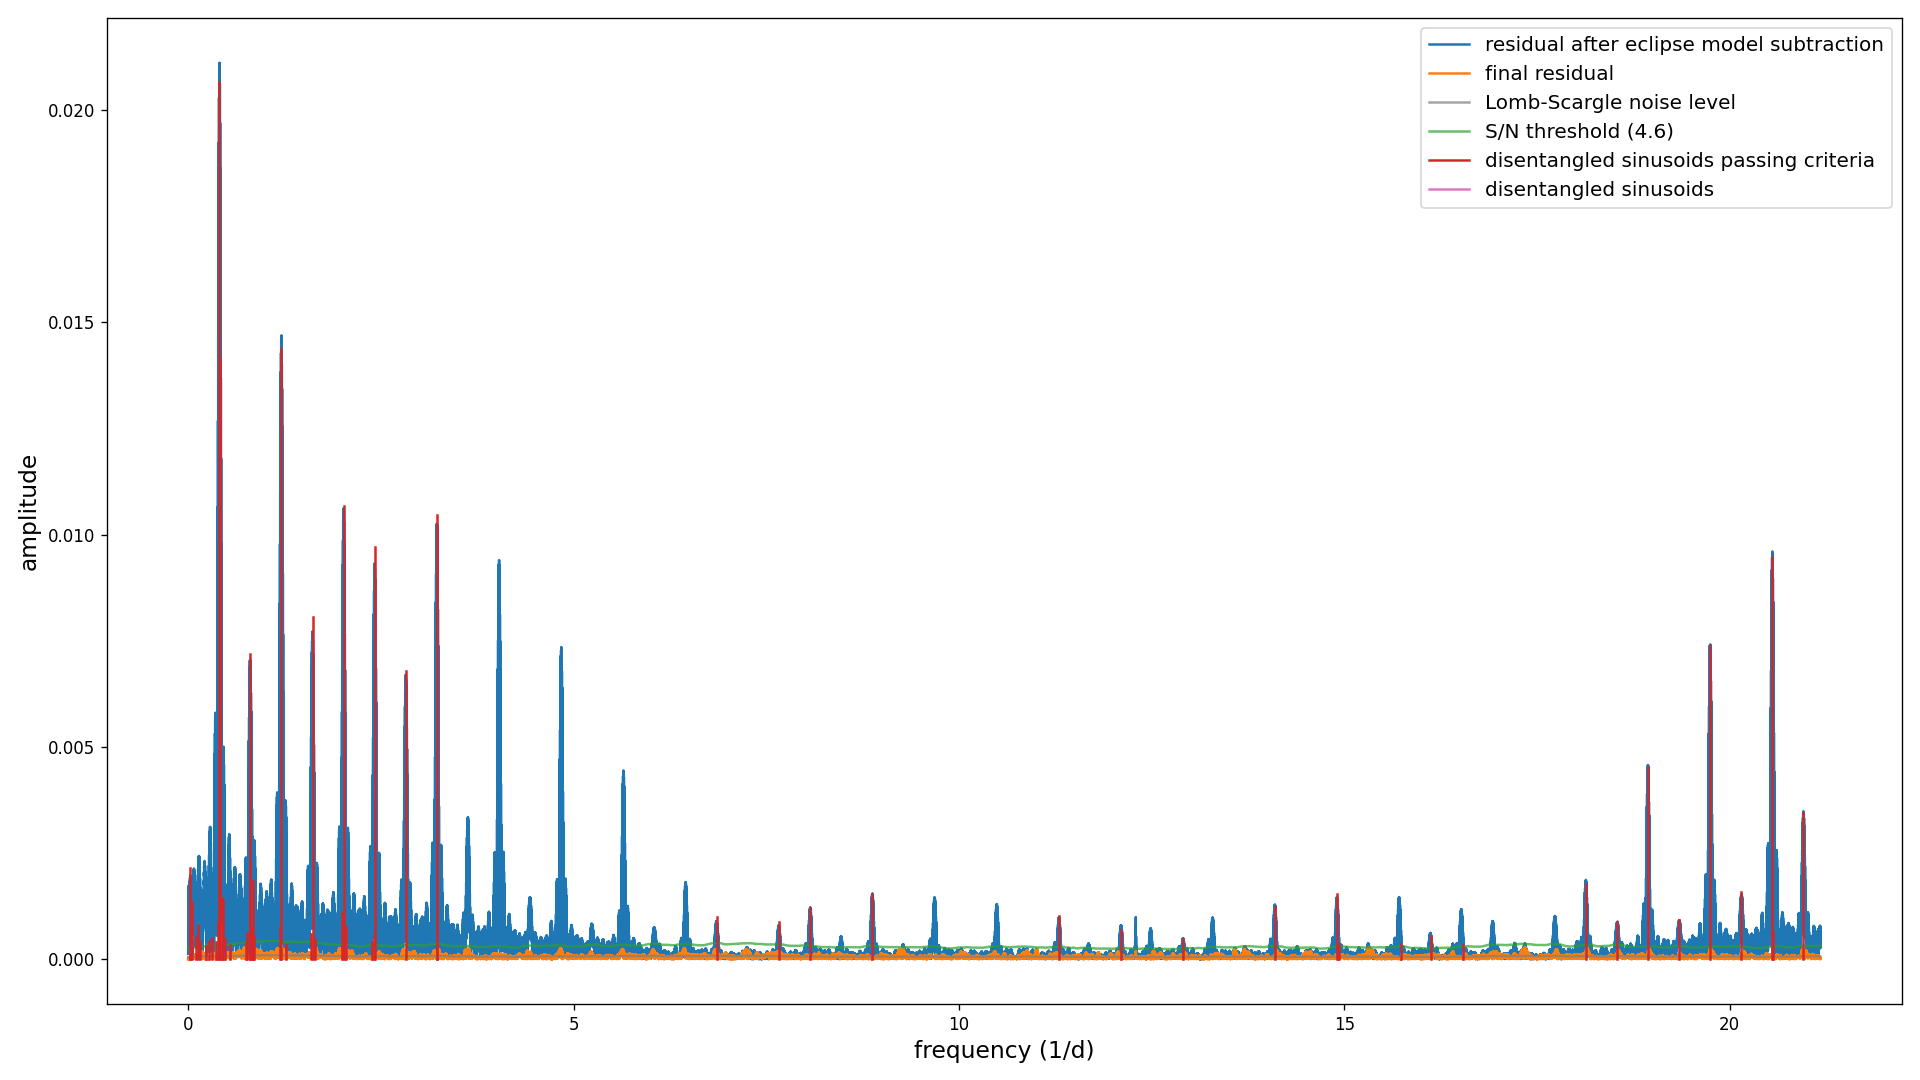 residual after eclipse model subtraction
final residual
Lomb-Scargle noise level
S/N threshold (4.6)
disentangled sinusoids passing criteria
disentangled sinusoids
0.020
0.015
0.010
0.005
0.000
amplitude
0
5
10
15
20
frequency (1/d)